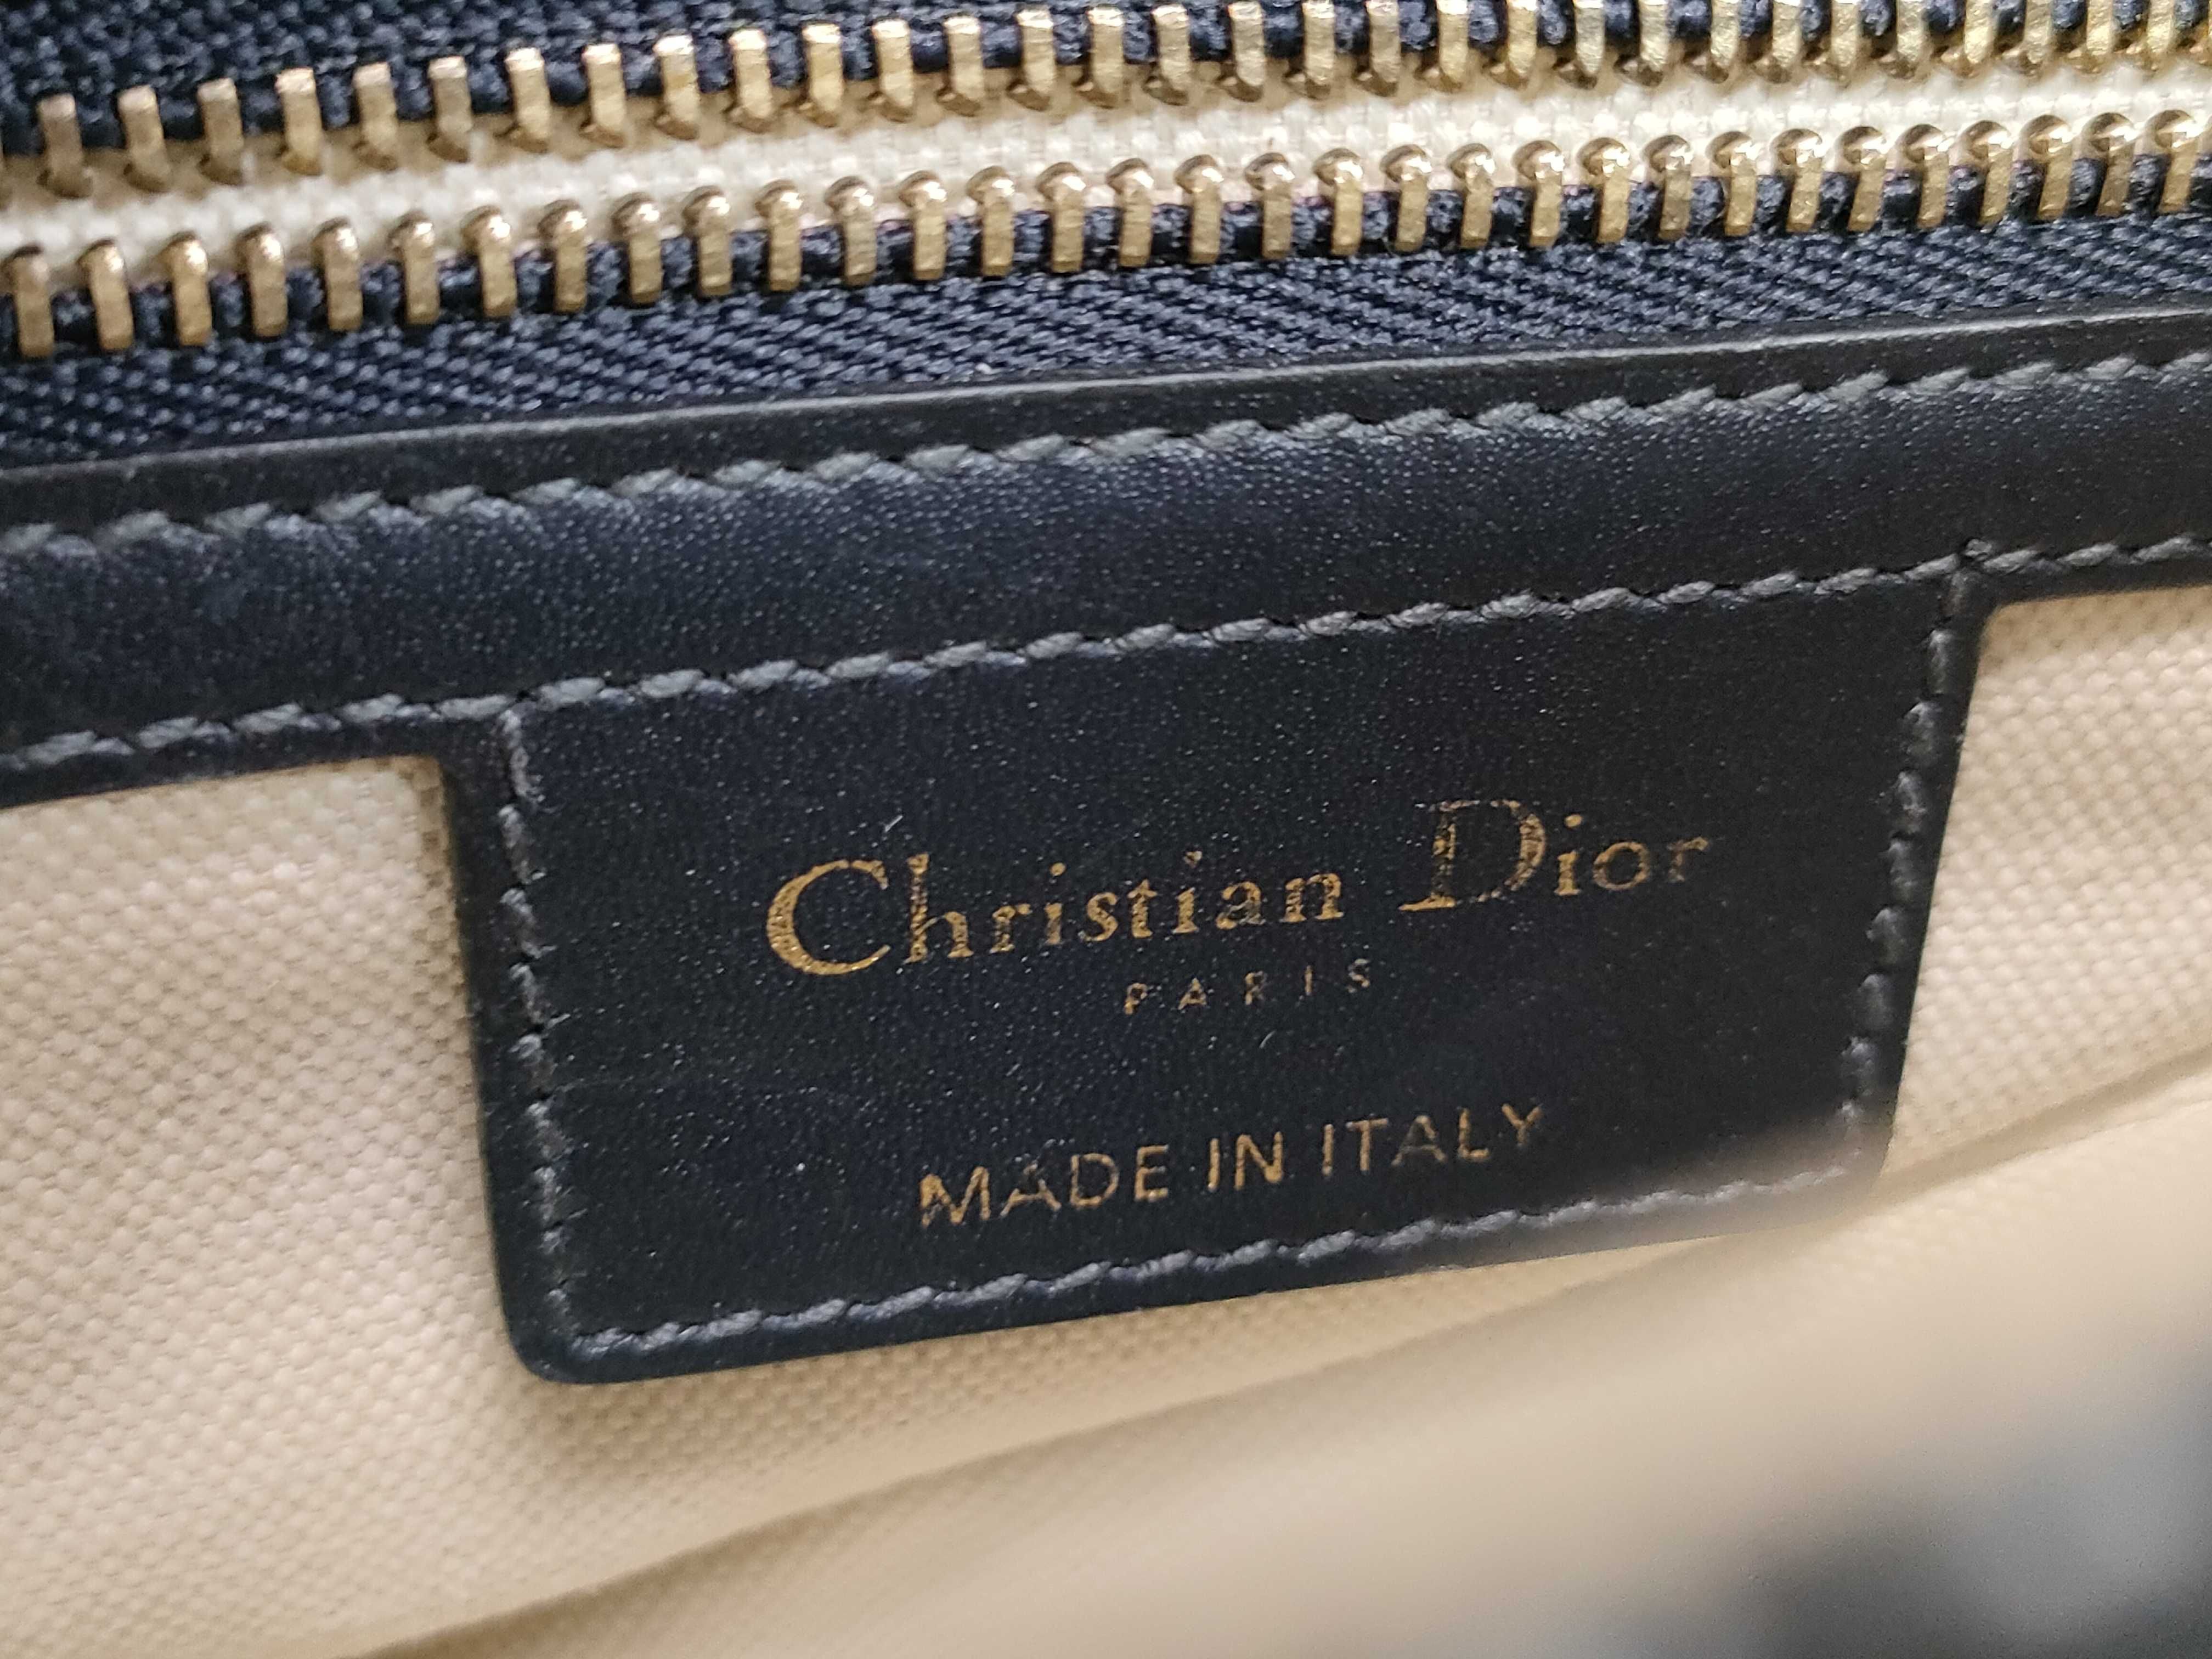 Christian Dior
PARIS
MADE IN ITALY